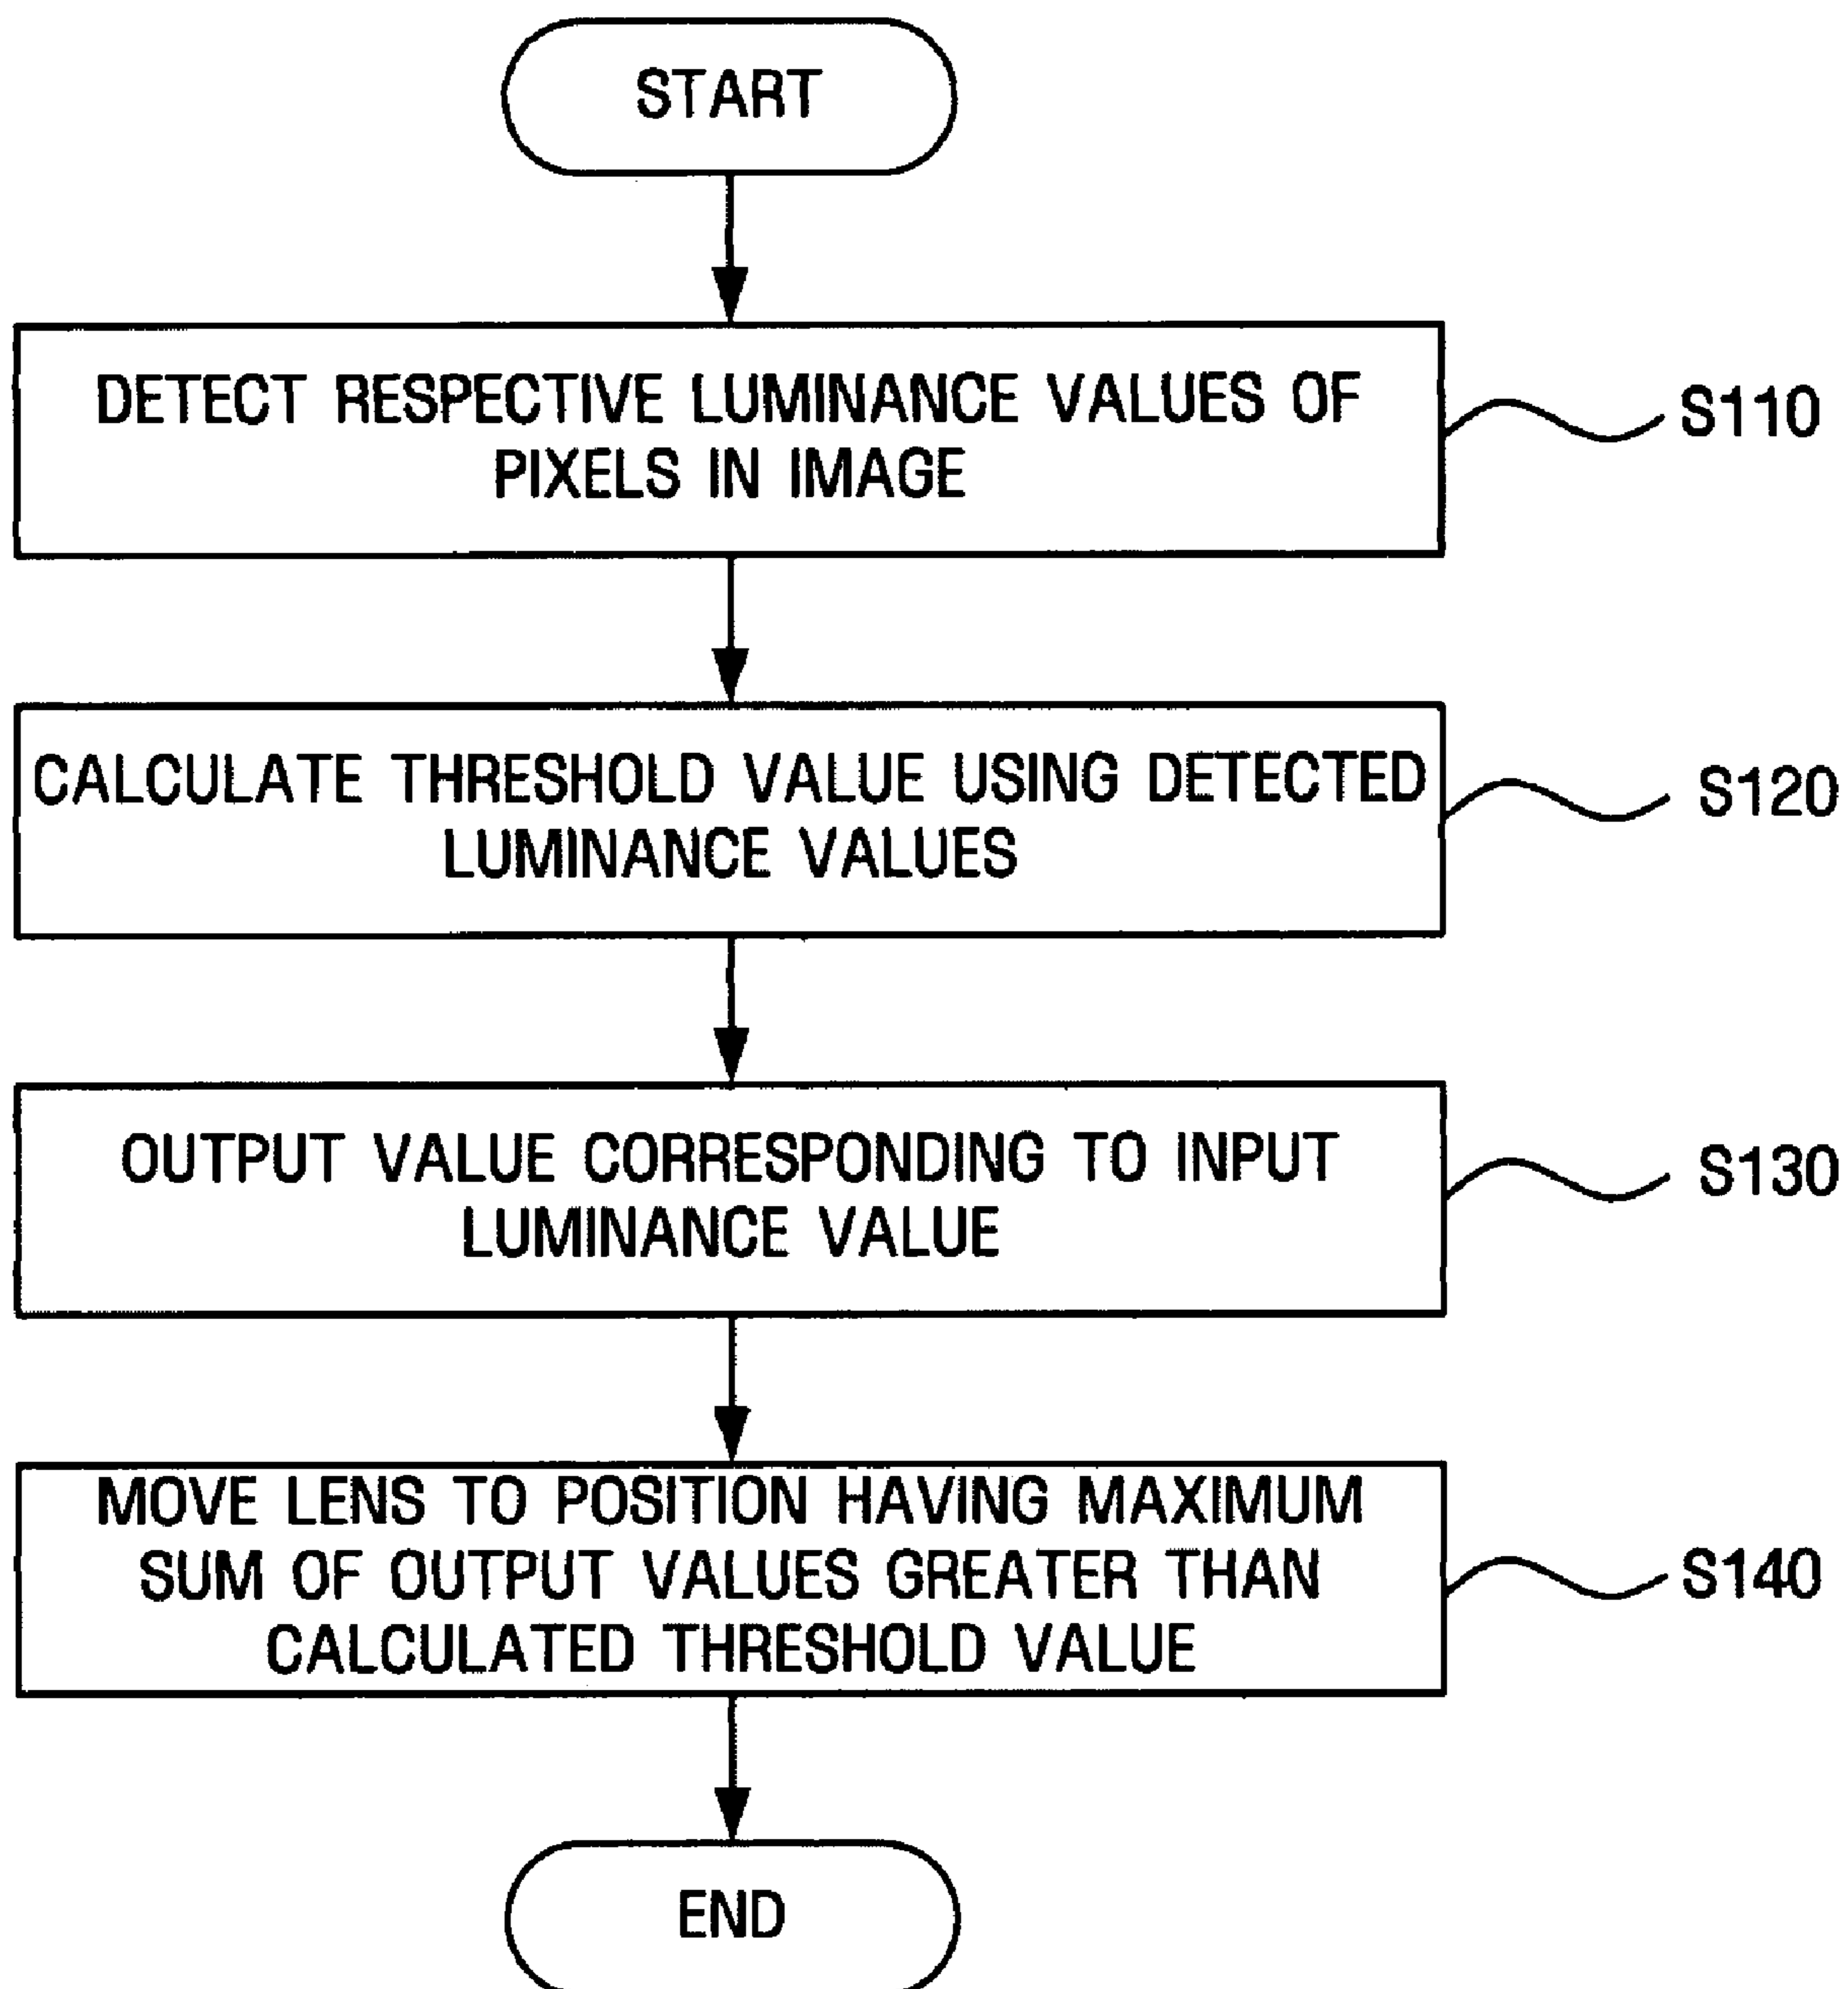 START
DETECT RESPECTIVE LUMINANCE VALUES OF
PIXELS IN IMAGE
S110
CALCULATE THRESHOLD VALUE USING DETECTED
LUMINANCE VALUES
S120
OUTPUT VALUE CORRESPONDING TO INPUT
LUMINANCE VALUE
S130
MOVE LENS TO POSITION HAVING MAXIMUM
SUM OF OUTPUT VALUES GREATER THAN
CALCULATED THRESHOLD VALUE
S140
END